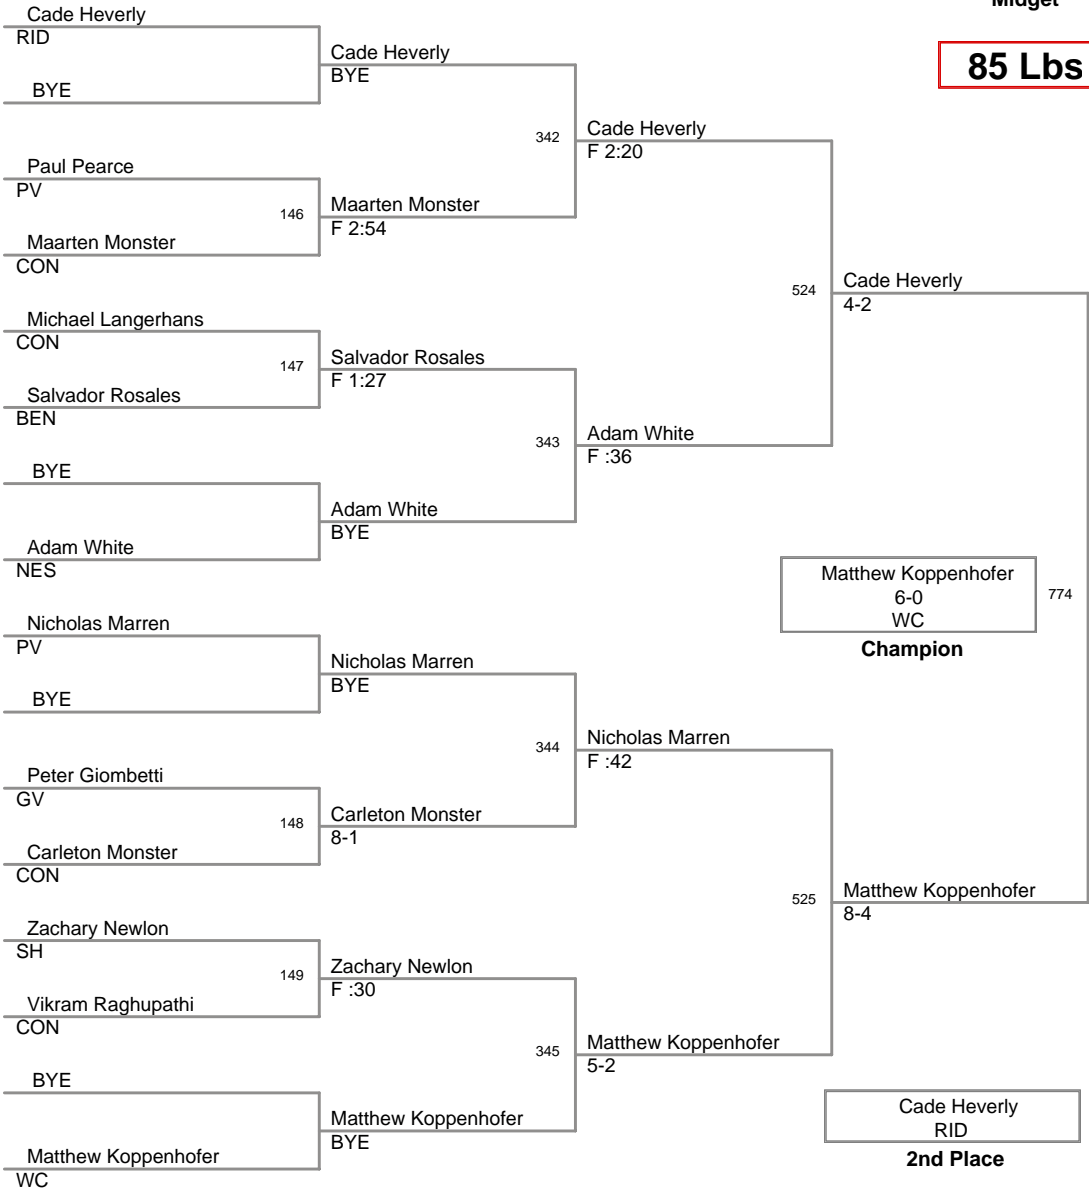 Midget
85 Lbs
Cade Heverly
RID
BYE
Paul Pearce
PV
146
Maarten Monster
CON
Michael Langerhans
CON
147
Salvador Rosales
BEN
BYE
Adam White
NES
Nicholas Marren
PV
BYE
Peter Giombetti
GV
148
Carleton Monster
CON
Zachary Newlon
SH
149
Vikram Raghupathi
CON
BYE
Matthew Koppenhofer
WC
Cade Heverly
BYE
342
Maarten Monster
F 2:54
Salvador Rosales
F 1:27
343
Adam White
BYE
Nicholas Marren
BYE
344
Carleton Monster
8-1
Zachary Newlon
F :30
345
Matthew Koppenhofer
BYE
Cade Heverly
F 2:20
524
Adam White
F :36
Nicholas Marren
F :42
525
Matthew Koppenhofer
5-2
Cade Heverly
4-2
Matthew Koppenhofer
8-4
Matthew Koppenhofer
6-0
WC
774
Champion
Cade Heverly
RID
2nd Place